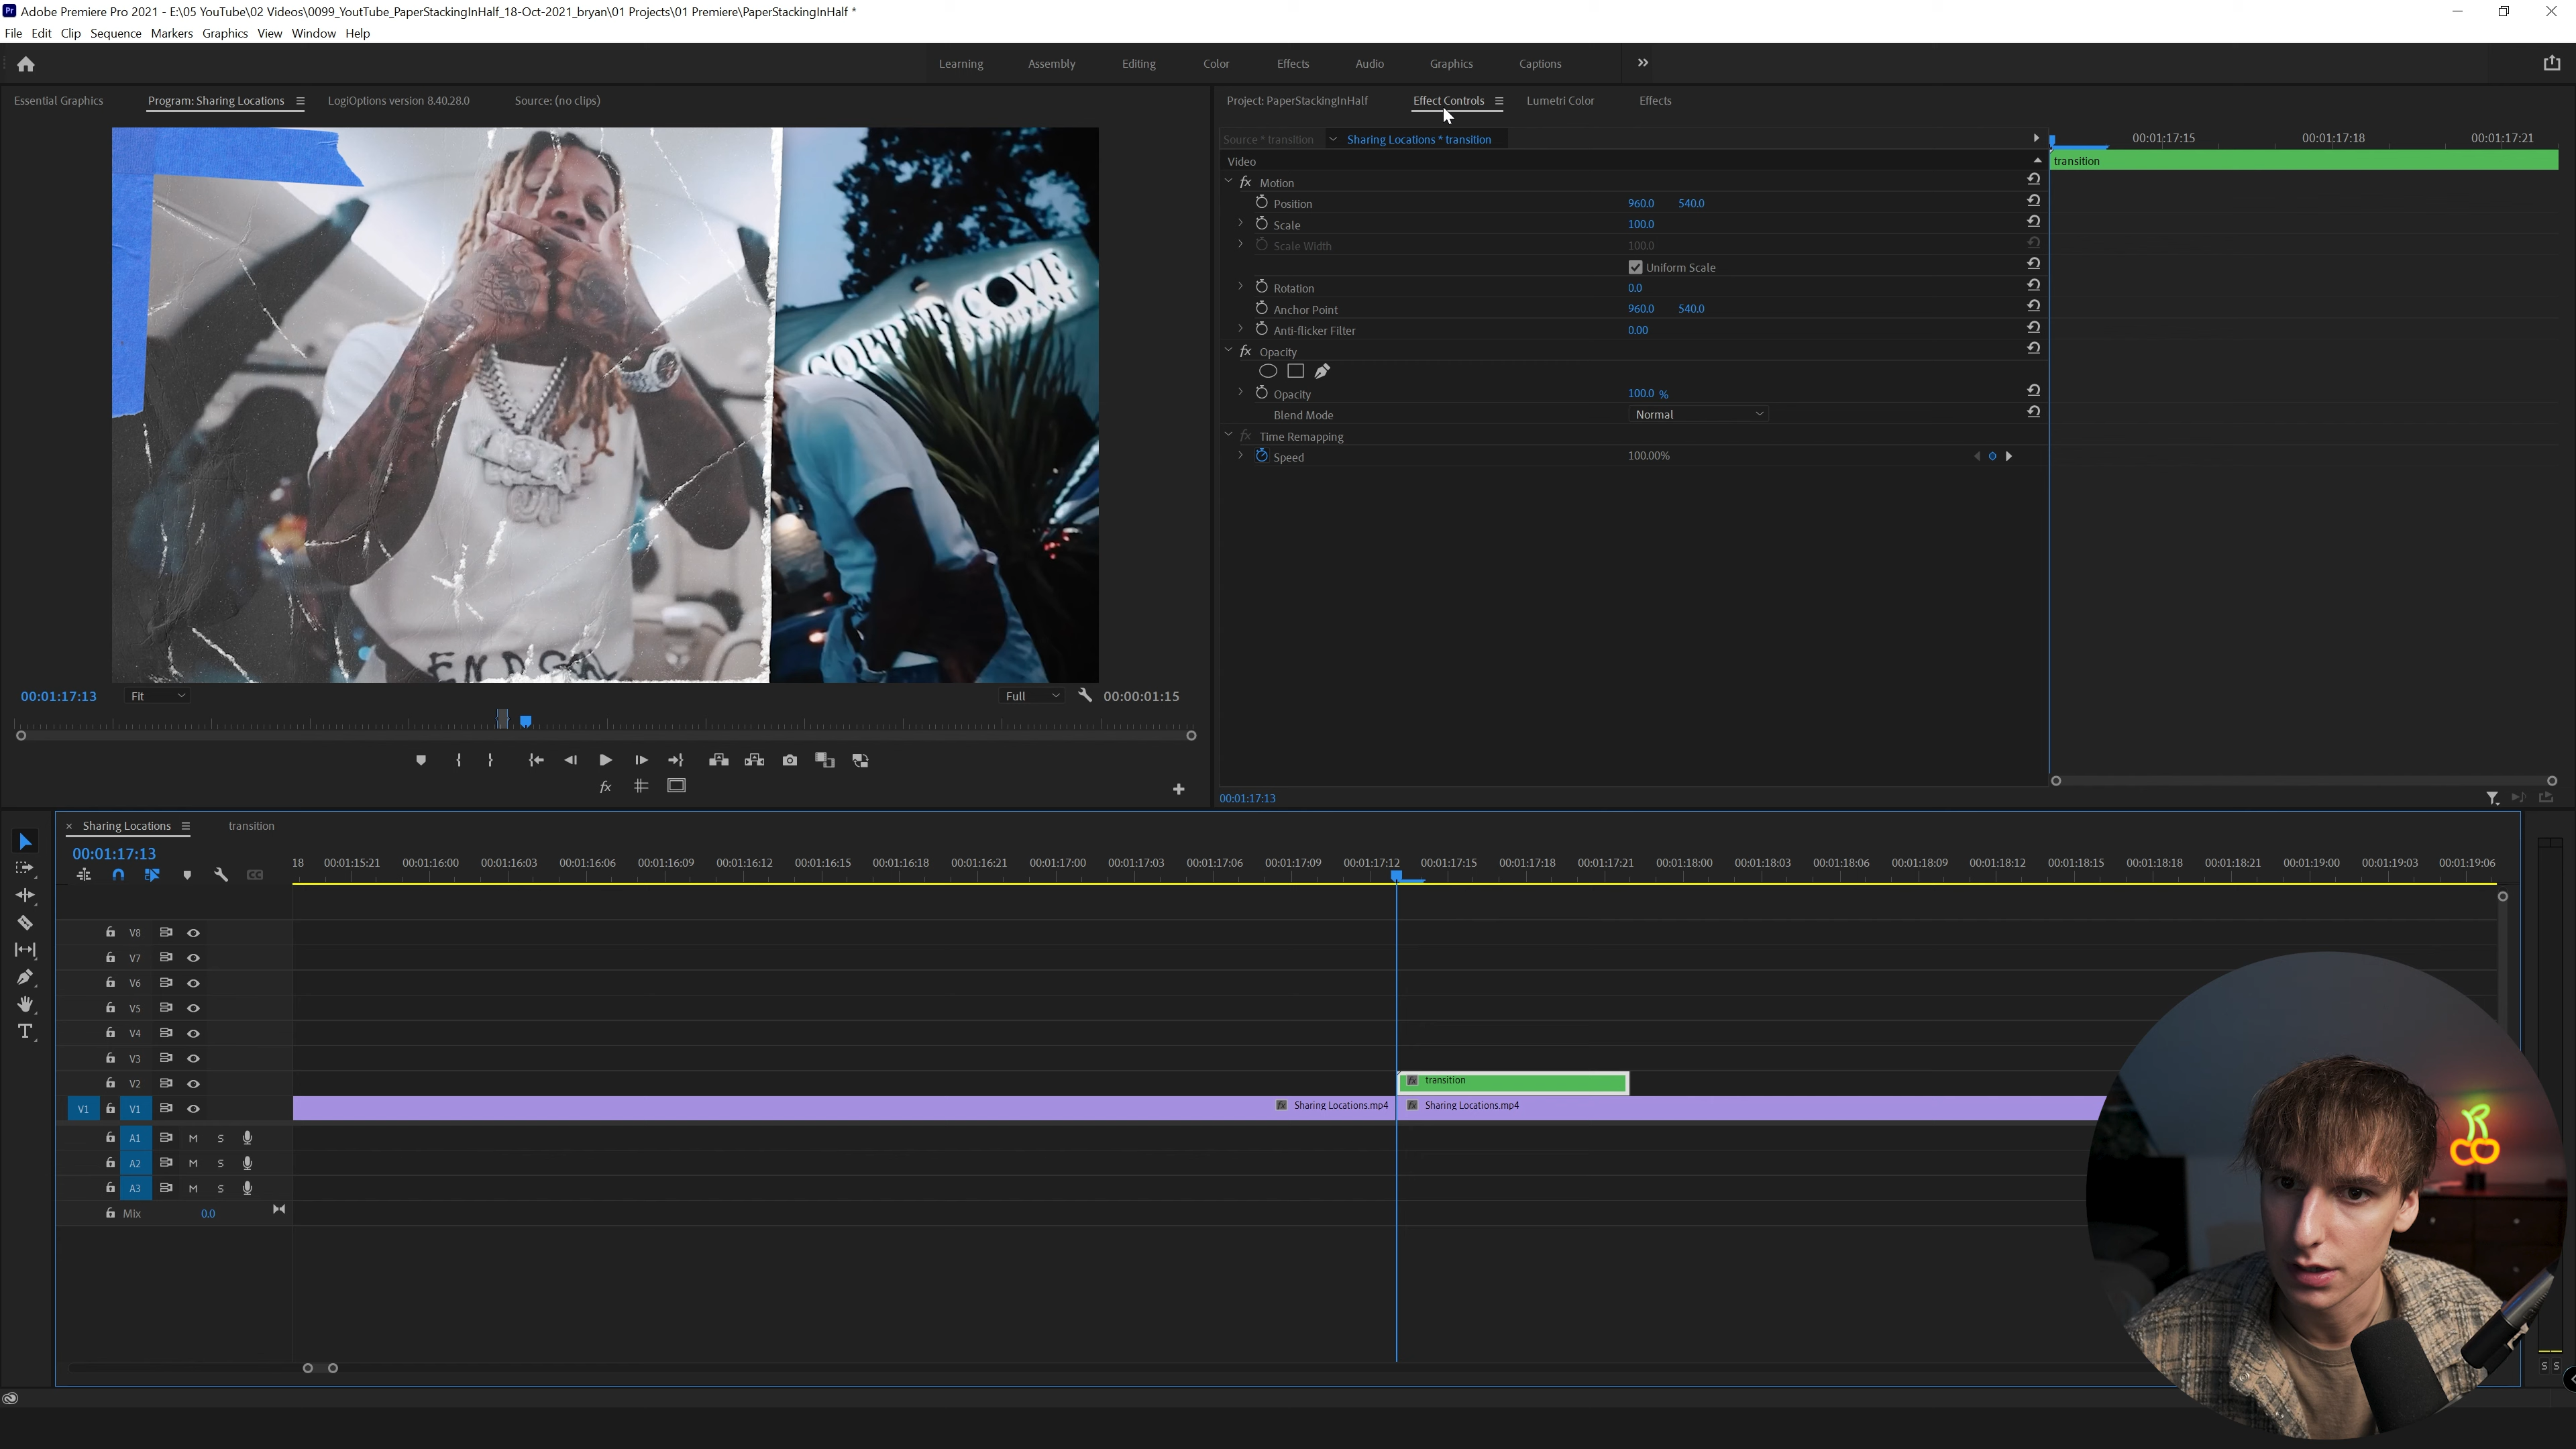 Pr Adobe Premiere Pro 2021 - E:\05 YouTube\02 Videos\0099_YoutTube_PaperStackingInHalf_18-Oct-2021_bryan\01 Projects\01 Premiere\PaperStackingInHalf *
File Edit Clip Sequence Markers Graphics View Window Help
Learning Assembly Editing Color Effects Audio Graphics Captions
Essential Graphics Program: Sharing Locations LogiOptions version 8.40.28.0 Source: (no clips)
Project: PaperStackingInHalf Effect Controls Lumetri Color Effects
Source * transition Sharing Locations * transition 00:01:17:15 00:01:17:18 00:01:17:21
Video transition
fx Motion
Position 960.0 540.0
Scale 100.0
Scale Width 100.0
Uniform Scale
Rotation 0.0
Anchor Point 960.0 540.0
Anti-flicker Filter 0.00
fx Opacity
Opacity 100.0 %
Blend Mode Normal
fx Time Remapping
Speed 100.00%
00:01:17:13 Fit Full 00:00:01:15
fx
00:01:17:13
× Sharing Locations transition
00:01:17:13
18 00:01:15:21 00:01:16:00 00:01:16:03 00:01:16:06 00:01:16:09 00:01:16:12 00:01:16:15 00:01:16:18 00:01:16:21 00:01:17:00 00:01:17:03 00:01:17:06 00:01:17:09 00:01:17:12 00:01:17:15 00:01:17:18 00:01:17:21 00:01:18:00 00:01:18:03 00:01:18:06 00:01:18:09 00:01:18:12 00:01:18:15 00:01:18:18 00:01:18:21 00:01:19:00 00:01:19:03 00:01:19:06
V8
V7
V6
V5
V4
V3
V2 fx transition
V1 V1 fx Sharing Locations.mp4 fx Sharing Locations.mp4
A1 M S
A2 M S
A3 M S
Mix 0.0
S S